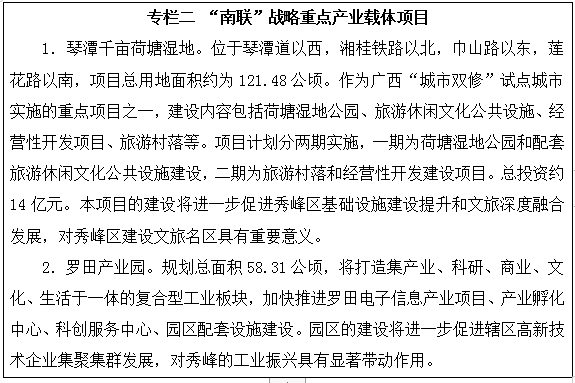 专栏二 “南联”战略重点产业载体项目
1. 琴潭千亩荷塘湿地。位于琴潭道以西，湘桂铁路以北，巾山路以东，莲
花路以南，项目总用地面积约为 121.48 公顷。作为广西“城市双修”试点城市
实施的重点项目之一，建设内容包括荷塘湿地公园、旅游休闲文化公共设施、经
营性开发项目、旅游村落等。项目计划分两期实施，一期为荷塘湿地公园和配套
旅游休闲文化公共设施建设，二期为旅游村落和经营性开发建设项目。总投资约
14 亿元。本项目的建设将进一步促进秀峰区基础设施建设提升和文旅深度融合
发展，对秀峰区建设文旅名区具有重要意义。
2. 罗田产业园。规划总面积 58.31 公顷，将打造集产业、科研、商业、文
化、生活于一体的复合型工业板块，加快推进罗田电子信息产业项目、产业孵化
中心、科创服务中心、园区配套设施建设。园区的建设将进一步促进辖区高新技
术企业集聚集群发展，对秀峰的工业振兴具有显著带动作用。